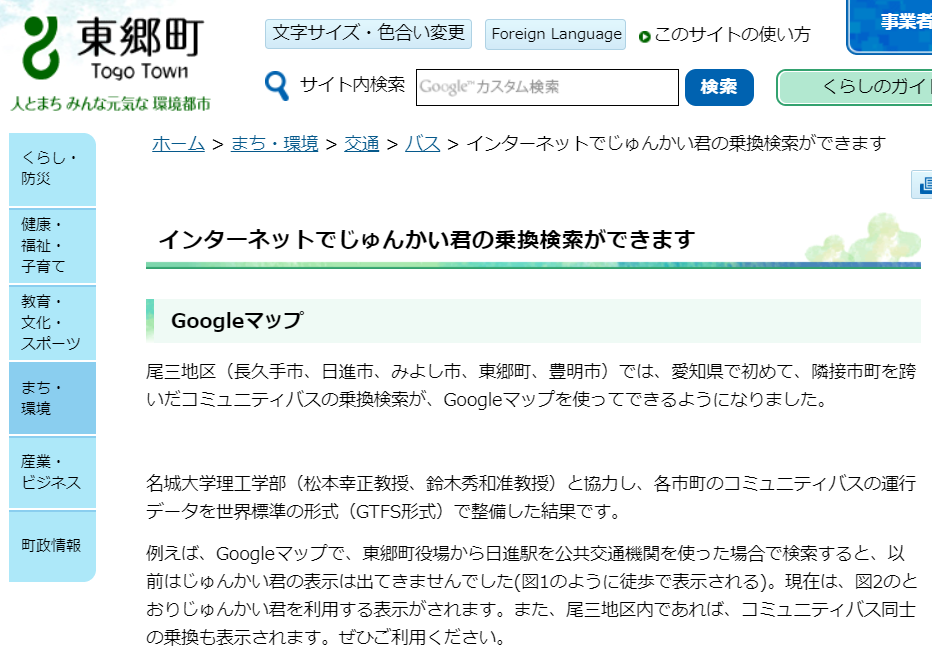 東郷町
Togo Town
人とまち みんな元気な 環境都市
文字サイズ・色合い変更
Foreign Language
このサイトの使い方
事業者
サイト内検索
Google™カスタム検索
検索
くらしのガイド
くらし・
防災
健康・
福祉・
子育て
教育・
文化・
スポーツ
まち・
環境
産業・
ビジネス
町政情報
ホーム > まち・環境 > 交通 > バス > インターネットでじゅんかい君の乗換検索ができます
インターネットでじゅんかい君の乗換検索ができます
Googleマップ
尾三地区（長久手市、日進市、みよし市、東郷町、豊明市）では、愛知県で初めて、隣接市町を跨
いだコミュニティバスの乗換検索が、Googleマップを使ってできるようになりました。
名城大学理工学部（松本幸正教授、鈴木秀和准教授）と協力し、各市町のコミュニティバスの運行
データを世界標準の形式（GTFS形式）で整備した結果です。
例えば、Googleマップで、東郷町役場から日進駅を公共交通機関を使った場合で検索すると、以
前はじゅんかい君の表示は出てきませんでした(図1のように徒歩で表示される)。現在は、図2のと
おりじゅんかい君を利用する表示がされます。また、尾三地区内であれば、コミュニティバス同士
の乗換も表示されます。ぜひご利用ください。